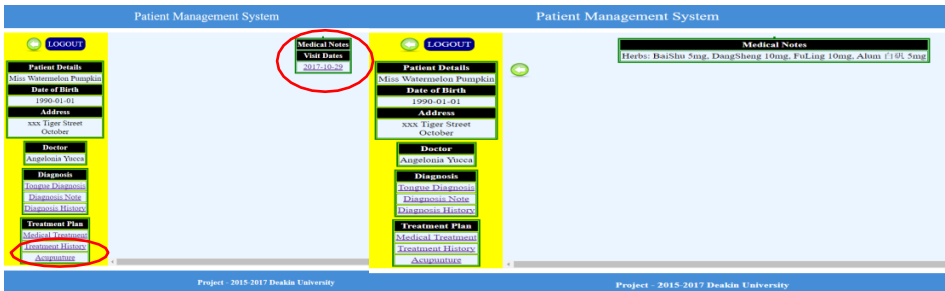 Patient Management System
LOGOUT
Patient Details
Miss Watermelon Pumpkin
Date of Birth
1990-01-01
Address
xxx Tiger Street
October
Doctor
Angelonia Yucca
Diagnosis
Tongue Diagnosis
Diagnosis Note
Diagnosis History
Treatment Plan
Medical Treatment
Treatment History
Acupunture
Medical Notes
Visit Dates
2017-10-29
Project - 2015-2017 Deakin University
Patient Management System
LOGOUT
Patient Details
Miss Watermelon Pumpkin
Date of Birth
1990-01-01
Address
xxx Tiger Street
October
Doctor
Angelonia Yucca
Diagnosis
Tongue Diagnosis
Diagnosis Note
Diagnosis History
Treatment Plan
Medical Treatment
Treatment History
Acupunture
Medical Notes
Herbs: BaiShu 5mg, DangSheng 10mg, FuLing 10mg, Alum 5mg
Project - 2015-2017 Deakin University